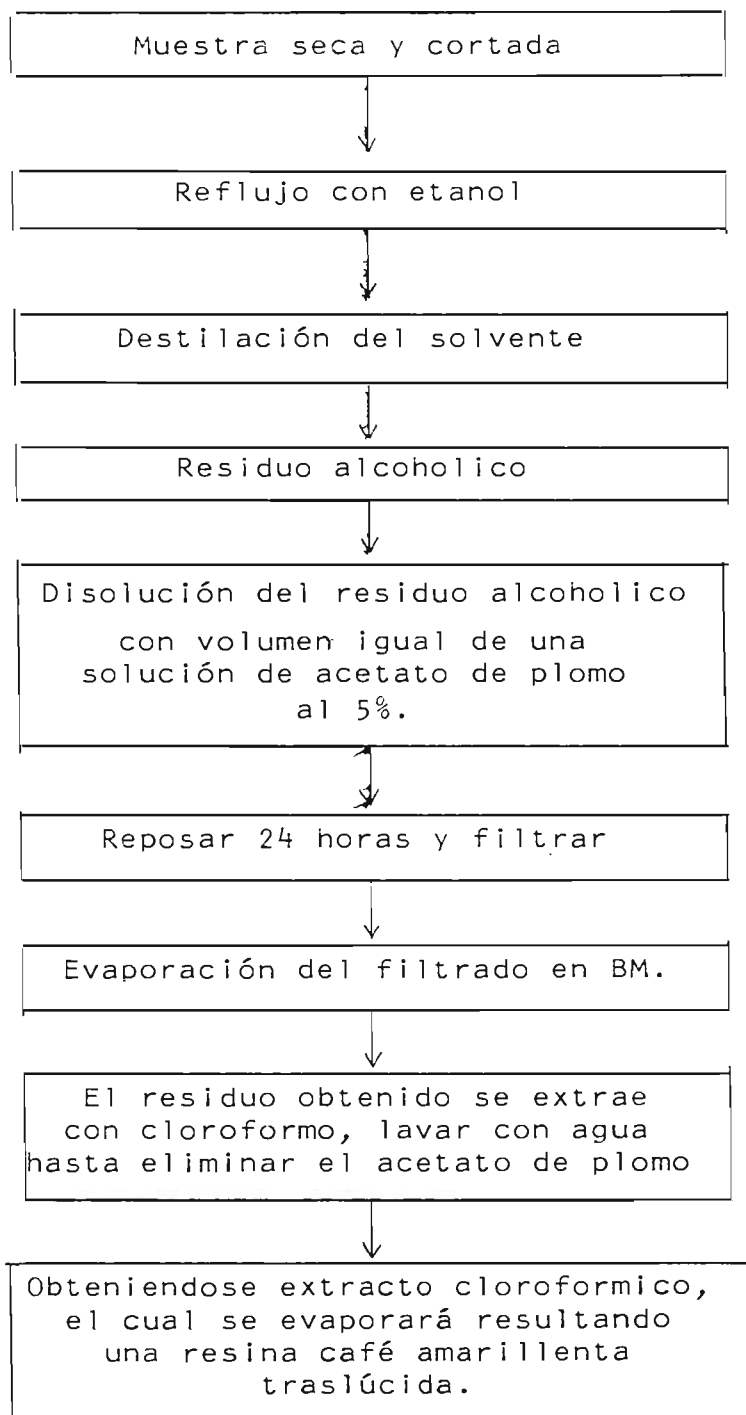 Muestra seca y cortada
Reflujo con etanol
Destilación del solvente
Residuo alcoholico
Disolución del residuo alcoholico
con volumen igual de una
solución de acetato de plomo
al 5%.
Reposar 24 horas y filtrar
Evaporación del filtrado en BM.
El residuo obtenido se extrae
con cloroformo, lavar con agua
hasta eliminar el acetato de plomo
Obteniendose extracto cloroformico,
el cual se evaporará resultando
una resina café amarillenta
traslúcida.